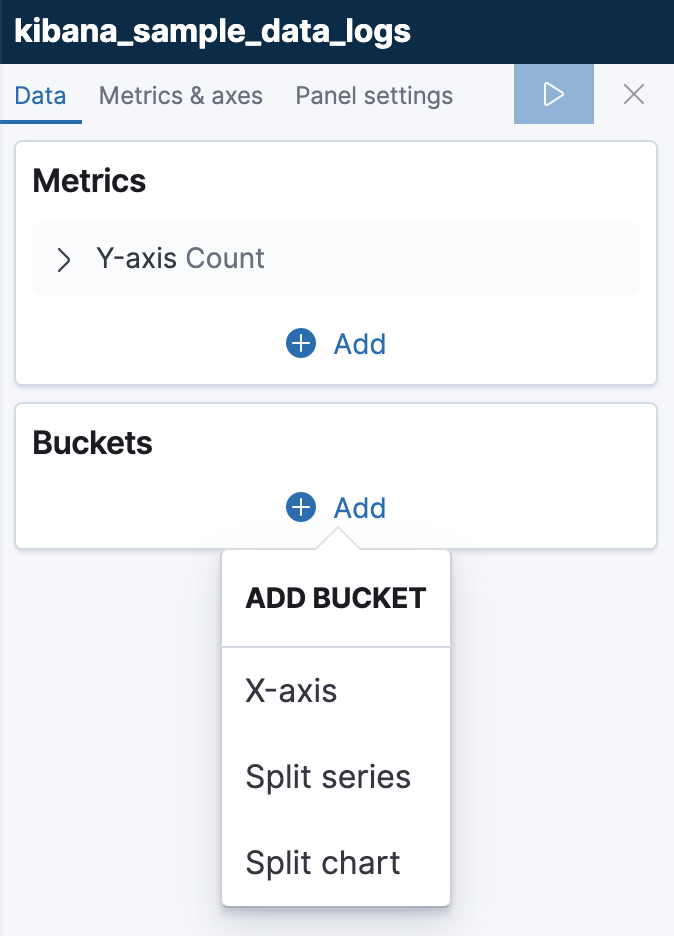 kibana_sample_data_logs
Data Metrics & axes Panel settings
Metrics
Y-axis Count
Add
Buckets
Add
ADD BUCKET
X-axis
Split series
Split chart